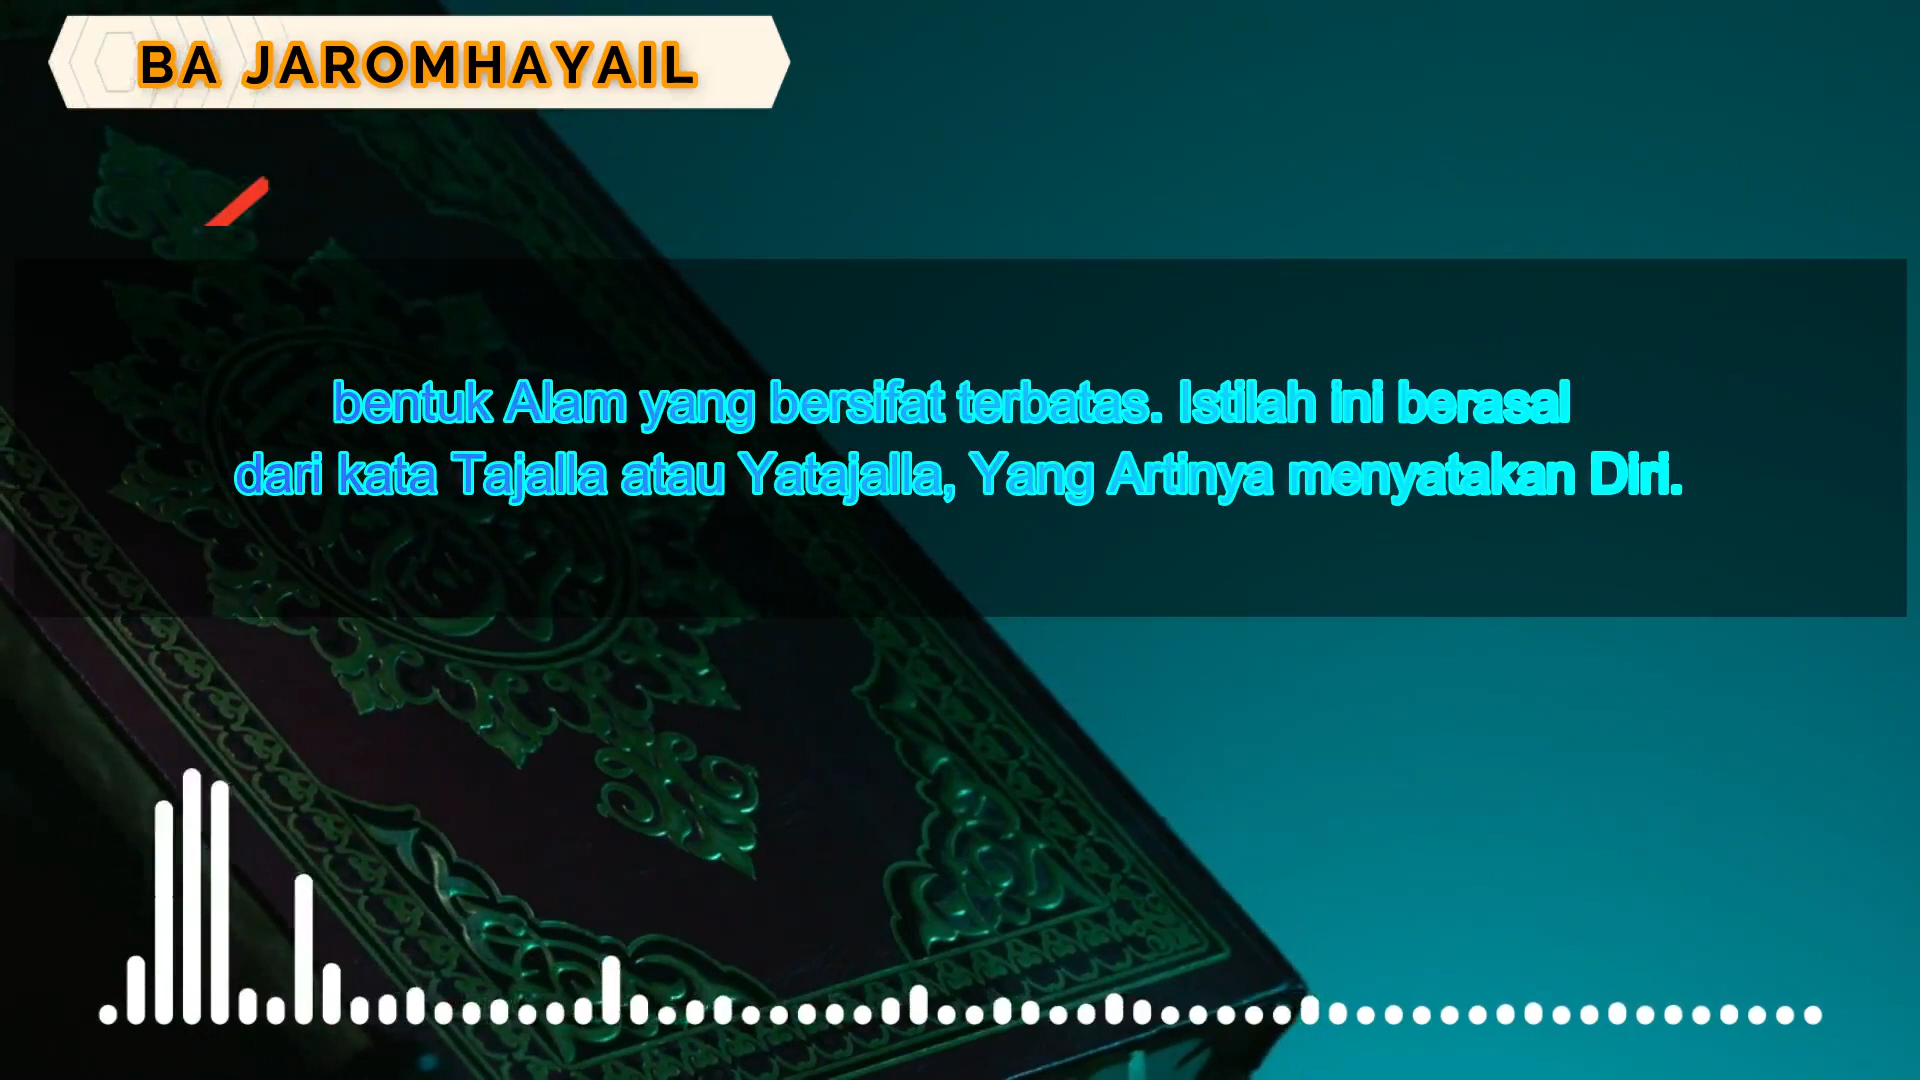 BA JAROMHAYAIL
bentuk Alam yang bersifat terbatas. Istilah ini berasal
dari kata Tajalla atau Yatajalla, Yang Artinya menyatakan Diri.